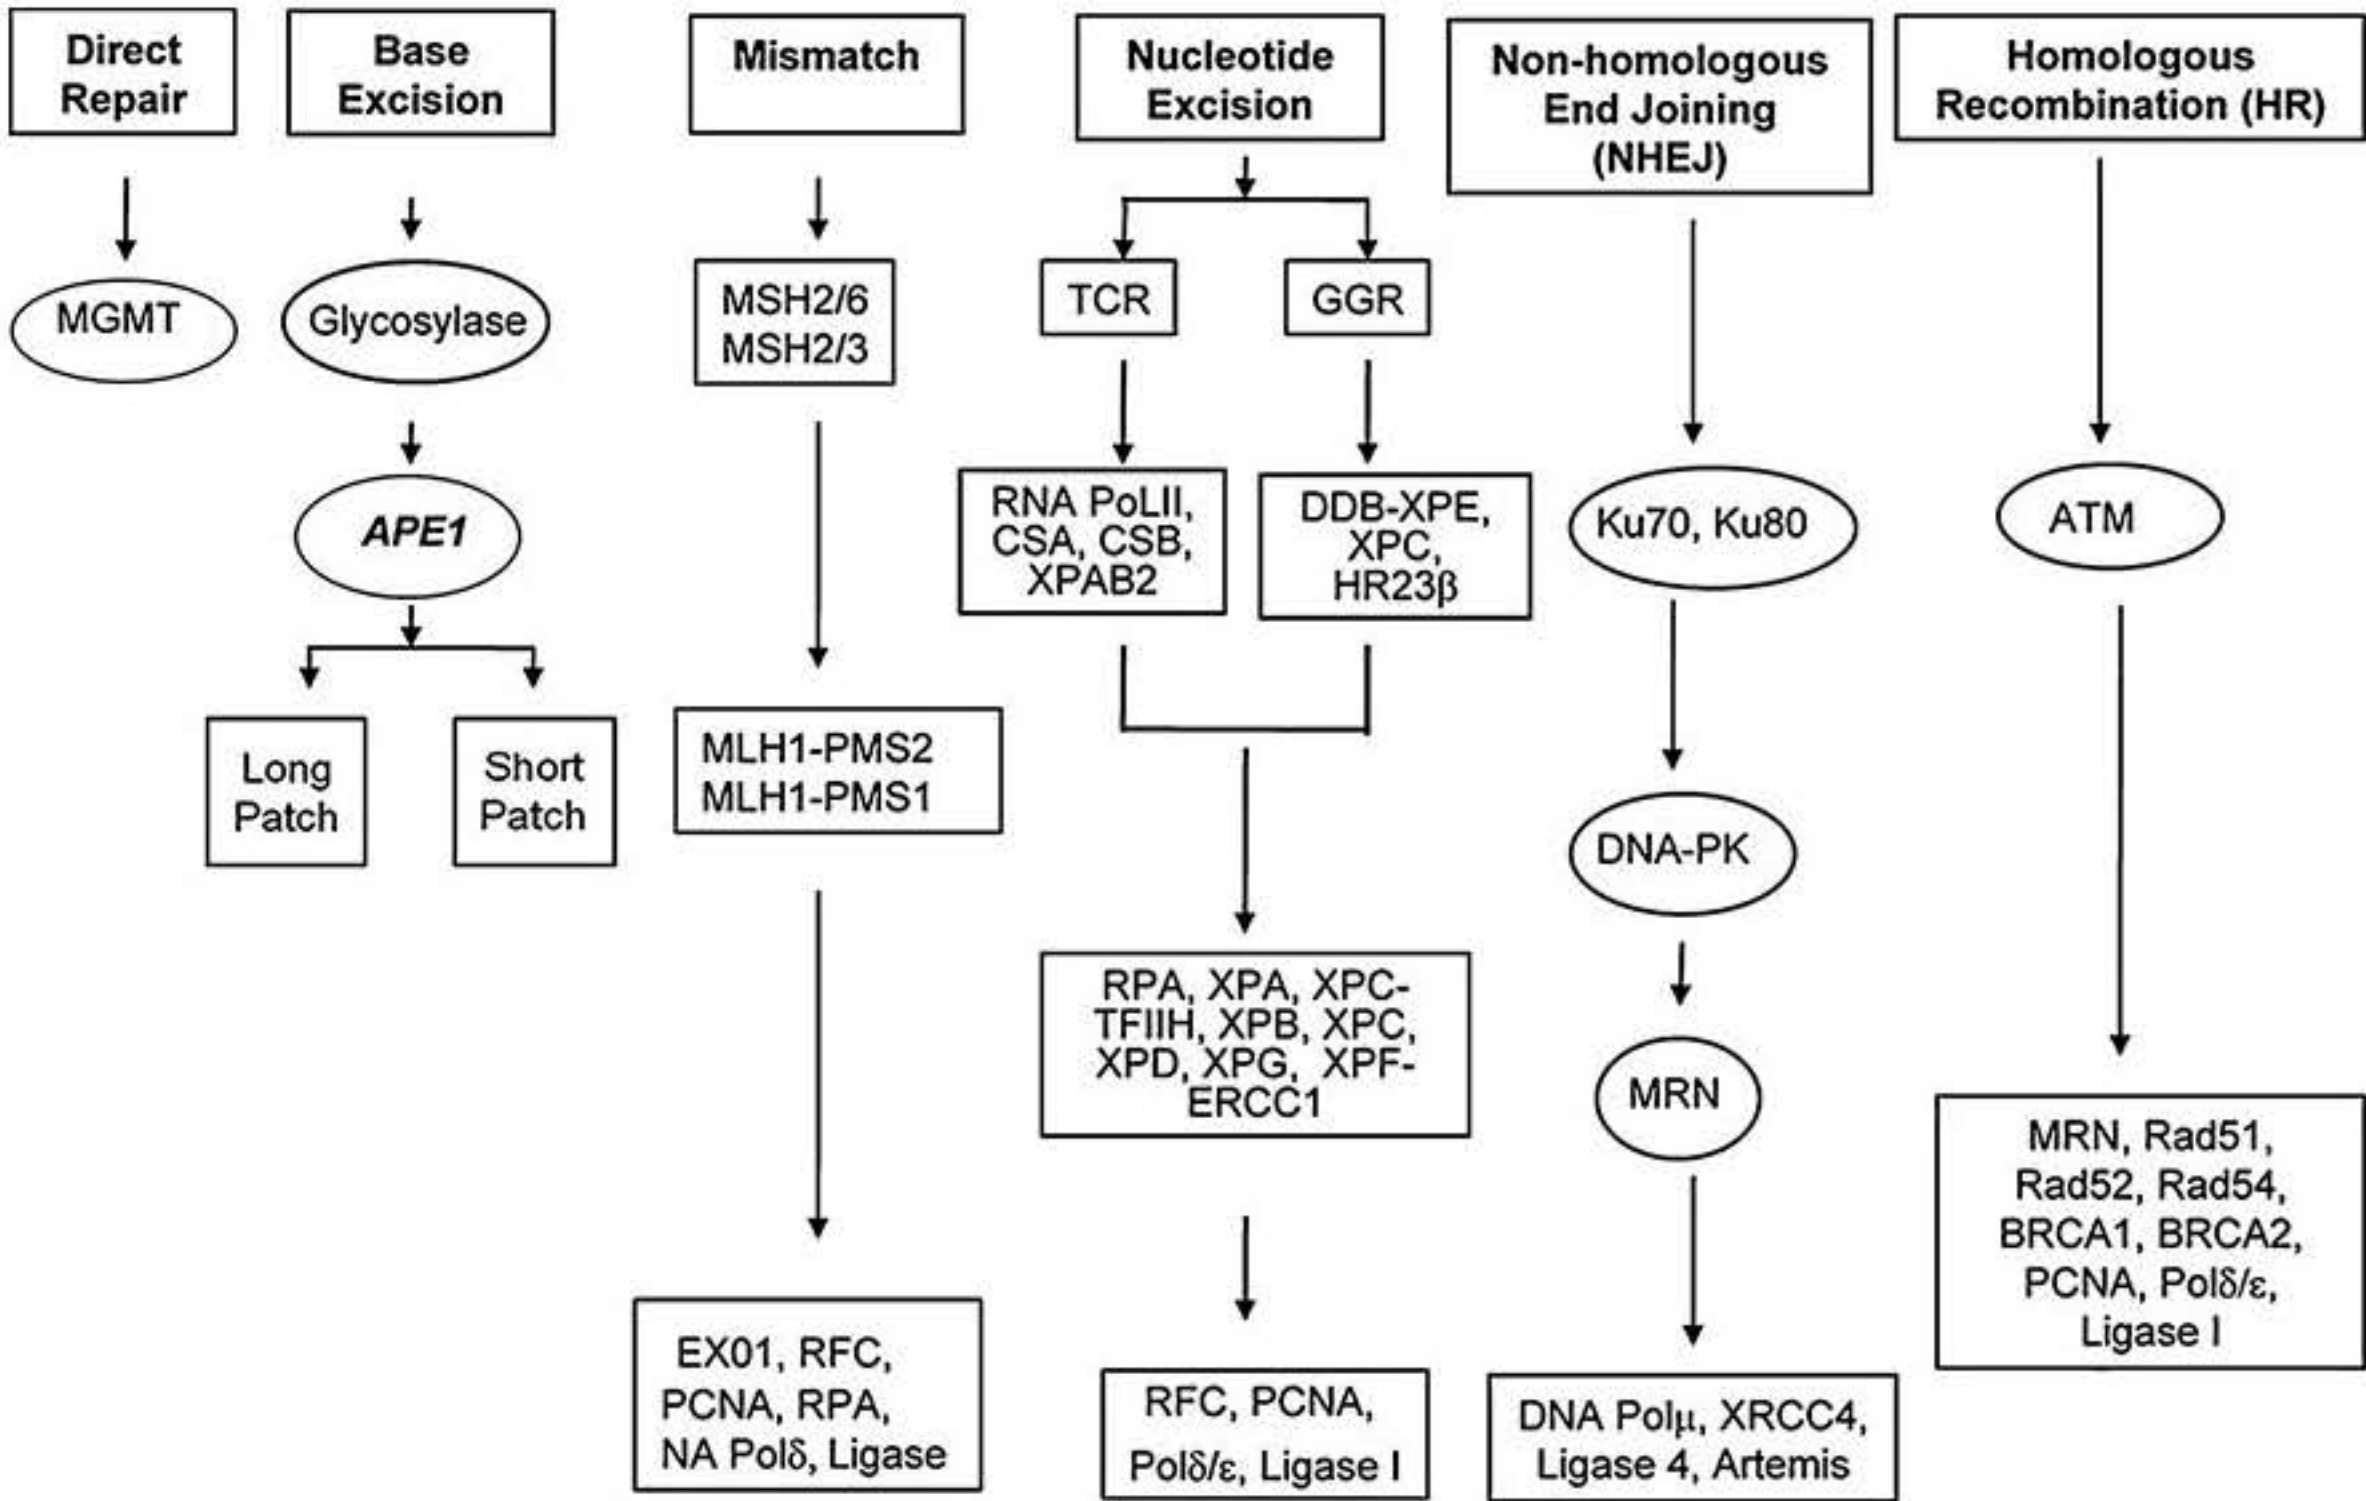 Direct
Repair
Base
Excision
Mismatch
Nucleotide
Excision
Non-homologous
End Joining
(NHEJ)
Homologous
Recombination (HR)
MGMT
Glycosylase
APE1
Long
Patch
Short
Patch
MSH2/6
MSH2/3
MLH1-PMS2
MLH1-PMS1
EX01, RFC,
PCNA, RPA,
NA Polδ, Ligase
TCR
GGR
RNA PoLII,
CSA, CSB,
XPAB2
DDB-XPE,
XPC,
HR23β
RPA, XPA, XPC-
TFIIH, XPB, XPC,
XPD, XPG, XPF-
ERCC1
RFC, PCNA,
Polδ/ε, Ligase I
Ku70, Ku80
DNA-PK
MRN
DNA Polμ, XRCC4,
Ligase 4, Artemis
ATM
MRN, Rad51,
Rad52, Rad54,
BRCA1, BRCA2,
PCNA, Polδ/ε,
Ligase I